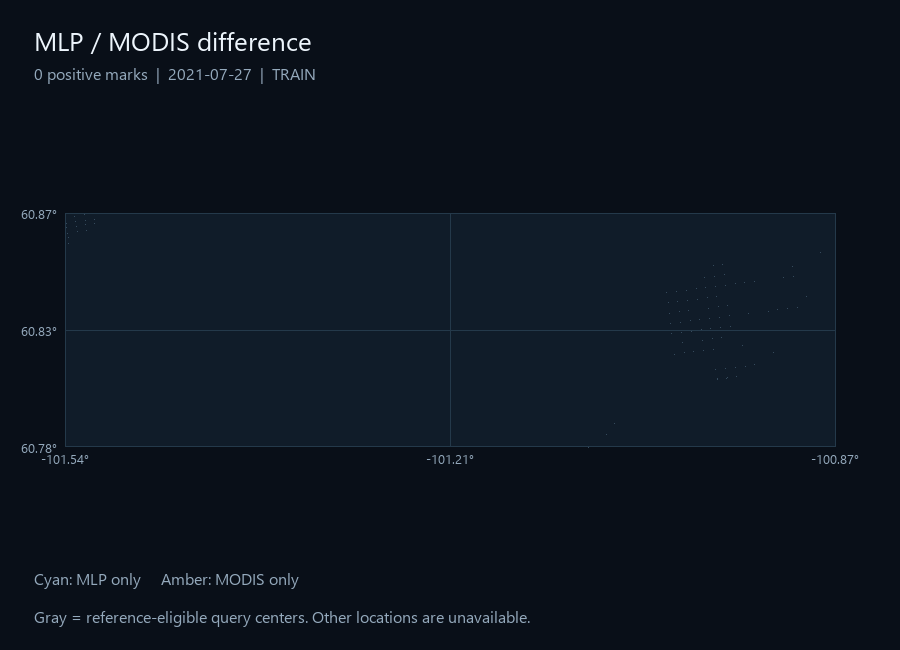 MLP / MODIS difference
0 positive marks | 2021-07-27 | TRAIN
60.87°
60.83°
60.78°
-101.54° -101.21° -100.87°
Cyan: MLP only Amber: MODIS only
Gray = reference-eligible query centers. Other locations are unavailable.